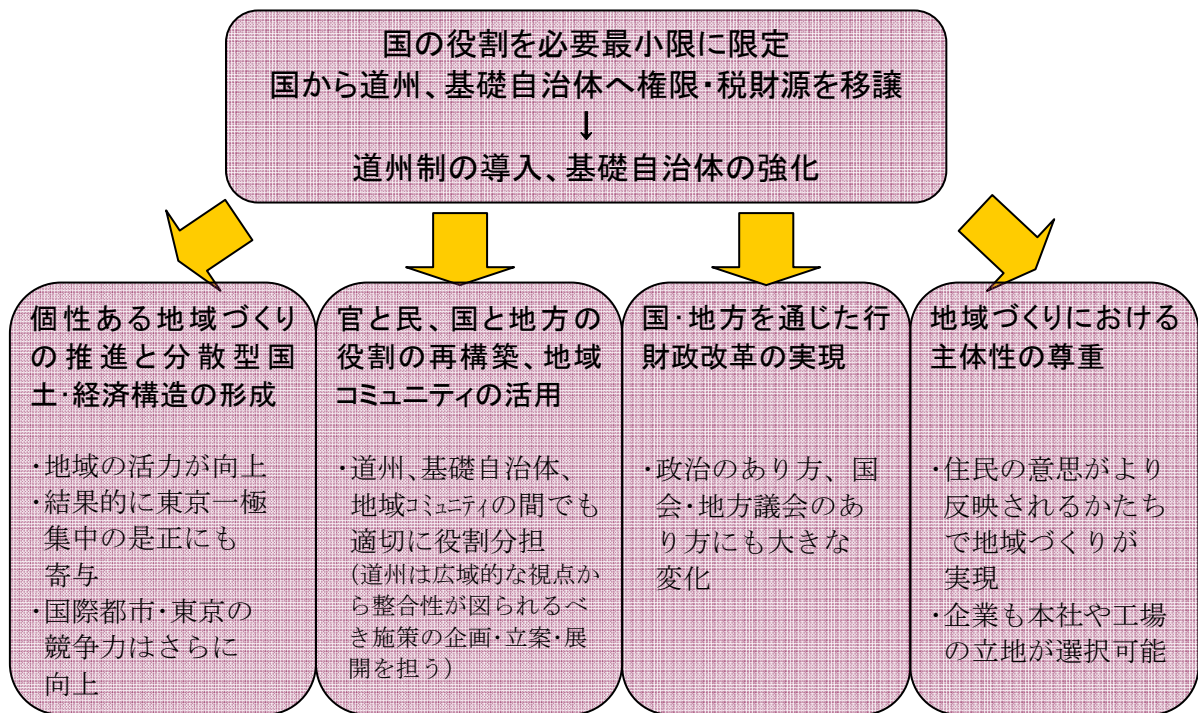 国の役割を必要最小限に限定
国から道州、基礎自治体へ権限・税財源を移譲
↓
道州制の導入、基礎自治体の強化
個性ある地域づくり
の推進と分散型国
土・経済構造の形成
・地域の活力が向上
・結果的に東京一極
集中の是正にも
寄与
・国際都市・東京の
競争力はさらに
向上
官と民、国と地方の
役割の再構築、地域
コミュニティの活用
・道州、基礎自治体、
地域コミュニティの間でも
適切に役割分担
(道州は広域的な視点か
ら整合性が図られるべ
き施策の企画・立案・展
開を担う)
国・地方を通じた行
財政改革の実現
・政治のあり方、国
会・地方議会のあ
り方にも大きな
変化
地域づくりにおける
主体性の尊重
・住民の意思がより
反映されるかたち
で地域づくりが
実現
・企業も本社や工場
の立地が選択可能